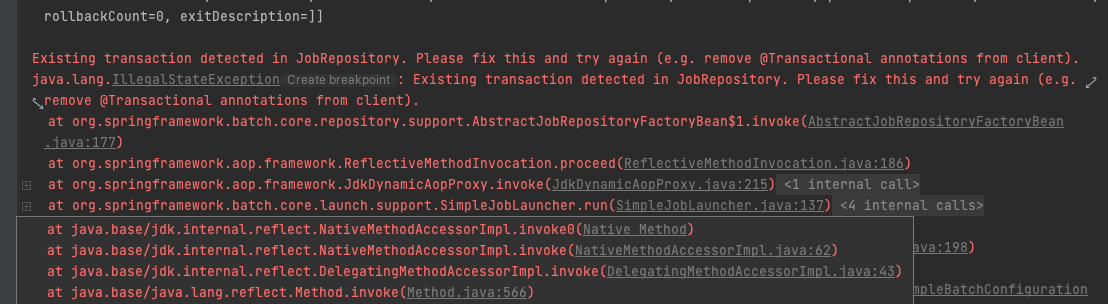 rollbackCount=0, exitDescription=]]
Existing transaction detected in JobRepository. Please fix this and try again (e.g. remove @Transactional annotations from client).
java.lang.IllegalStateException Create breakpoint : Existing transaction detected in JobRepository. Please fix this and try again (e.g.
remove @Transactional annotations from client).
at org.springframework.batch.core.repository.support.AbstractJobRepositoryFactoryBean$1.invoke(AbstractJobRepositoryFactoryBean
.java:177)
at org.springframework.aop.framework.ReflectiveMethodInvocation.proceed(ReflectiveMethodInvocation.java:186)
at org.springframework.aop.framework.JdkDynamicAopProxy.invoke(JdkDynamicAopProxy.java:215) <1 internal call>
at org.springframework.batch.core.launch.support.SimpleJobLauncher.run(SimpleJobLauncher.java:137) <4 internal calls>
at java.base/jdk.internal.reflect.NativeMethodAccessorImpl.invoke0(Native Method)
at java.base/jdk.internal.reflect.NativeMethodAccessorImpl.invoke(NativeMethodAccessorImpl.java:62) ava:198)
at java.base/jdk.internal.reflect.DelegatingMethodAccessorImpl.invoke(DelegatingMethodAccessorImpl.java:43)
at java.base/java.lang.reflect.Method.invoke(Method.java:566) mpleBatchConfiguration